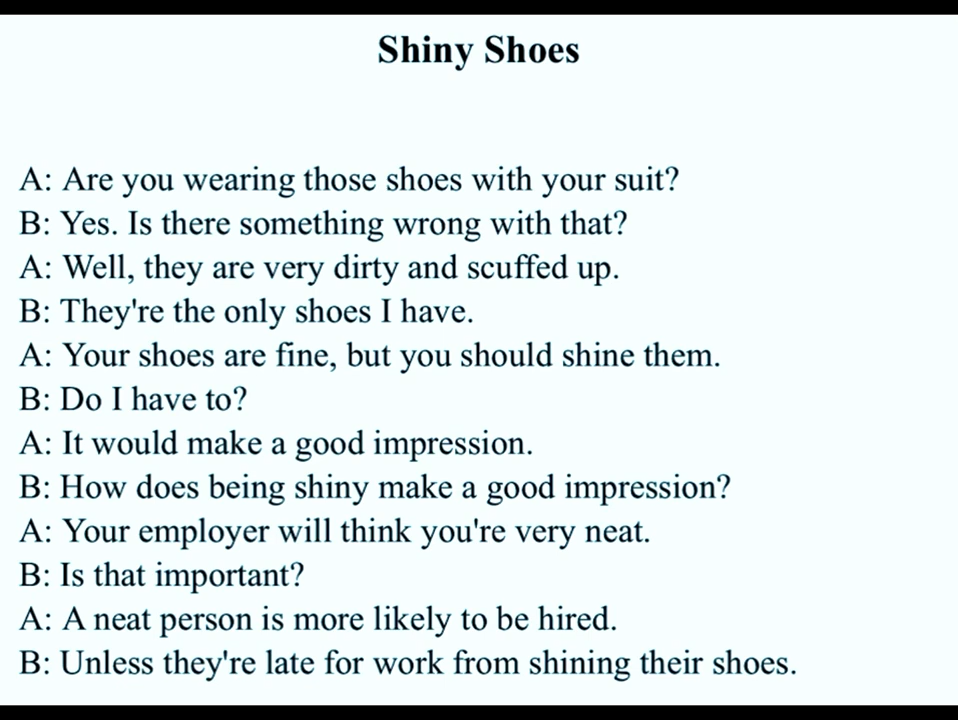 Shiny Shoes
A: Are you wearing those shoes with your suit?
B: Yes. Is there something wrong with that?
A: Well, they are very dirty and scuffed up.
B: They're the only shoes I have.
A: Your shoes are fine, but you should shine them.
B: Do I have to?
A: It would make a good impression.
B: How does being shiny make a good impression?
A: Your employer will think you're very neat.
B: Is that important?
A: A neat person is more likely to be hired.
B: Unless they're late for work from shining their shoes.